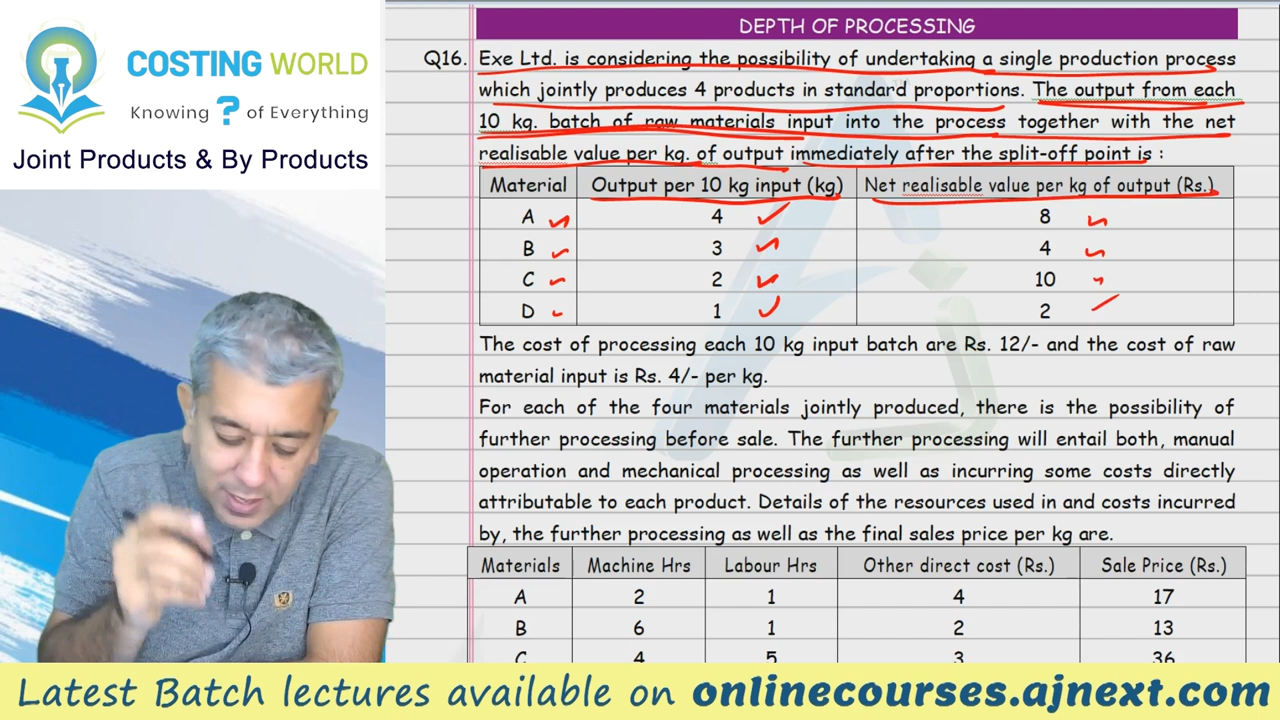 COSTING WORLD
Knowing ? of Everything
Joint Products & By Products
DEPTH OF PROCESSING
Q16. Exe Ltd. is considering the possibility of undertaking a single production process
which jointly produces 4 products in standard proportions. The output from each
10 kg. batch of raw materials input into the process together with the net
realisable value per kg. of output immediately after the split-off point is :
Material Output per 10 kg input (kg) Net realisable value per kg of output (Rs.)
A 4 8
B 3 4
C 2 10
D 1 2
The cost of processing each 10 kg input batch are Rs. 12/- and the cost of raw
material input is Rs. 4/- per kg.
For each of the four materials jointly produced, there is the possibility of
further processing before sale. The further processing will entail both, manual
operation and mechanical processing as well as incurring some costs directly
attributable to each product. Details of the resources used in and costs incurred
by, the further processing as well as the final sales price per kg are.
Materials Machine Hrs Labour Hrs Other direct cost (Rs.) Sale Price (Rs.)
A 2 1 4 17
B 6 1 2 13
C 4 5 3 36
Latest Batch lectures available on onlinecourses.ajnext.com